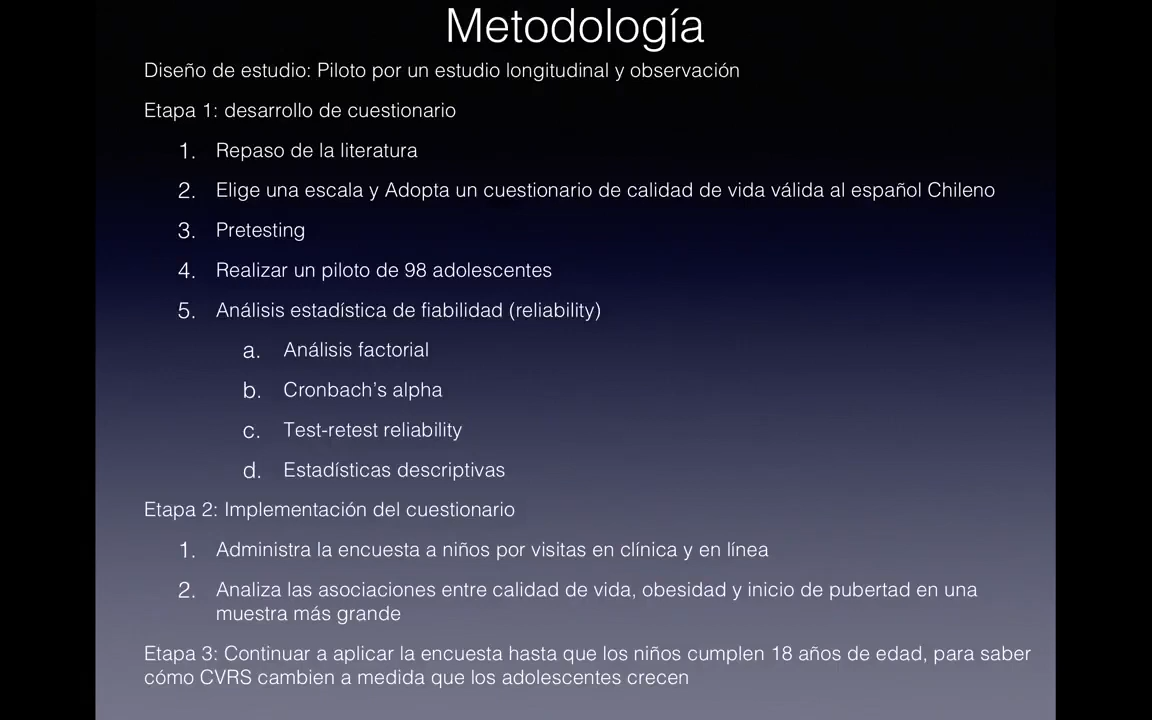 Metodología
Diseño de estudio: Piloto por un estudio longitudinal y observación
Etapa 1: desarrollo de cuestionario
1. Repaso de la literatura
2. Elige una escala y Adopta un cuestionario de calidad de vida válida al español Chileno
3. Pretesting
4. Realizar un piloto de 98 adolescentes
5. Análisis estadística de fiabilidad (reliability)
a. Análisis factorial
b. Cronbach's alpha
c. Test-retest reliability
d. Estadísticas descriptivas
Etapa 2: Implementación del cuestionario
1. Administra la encuesta a niños por visitas en clínica y en línea
2. Analiza las asociaciones entre calidad de vida, obesidad y inicio de pubertad en una
muestra más grande
Etapa 3: Continuar a aplicar la encuesta hasta que los niños cumplen 18 años de edad, para saber
cómo CVRS cambien a medida que los adolescentes crecen